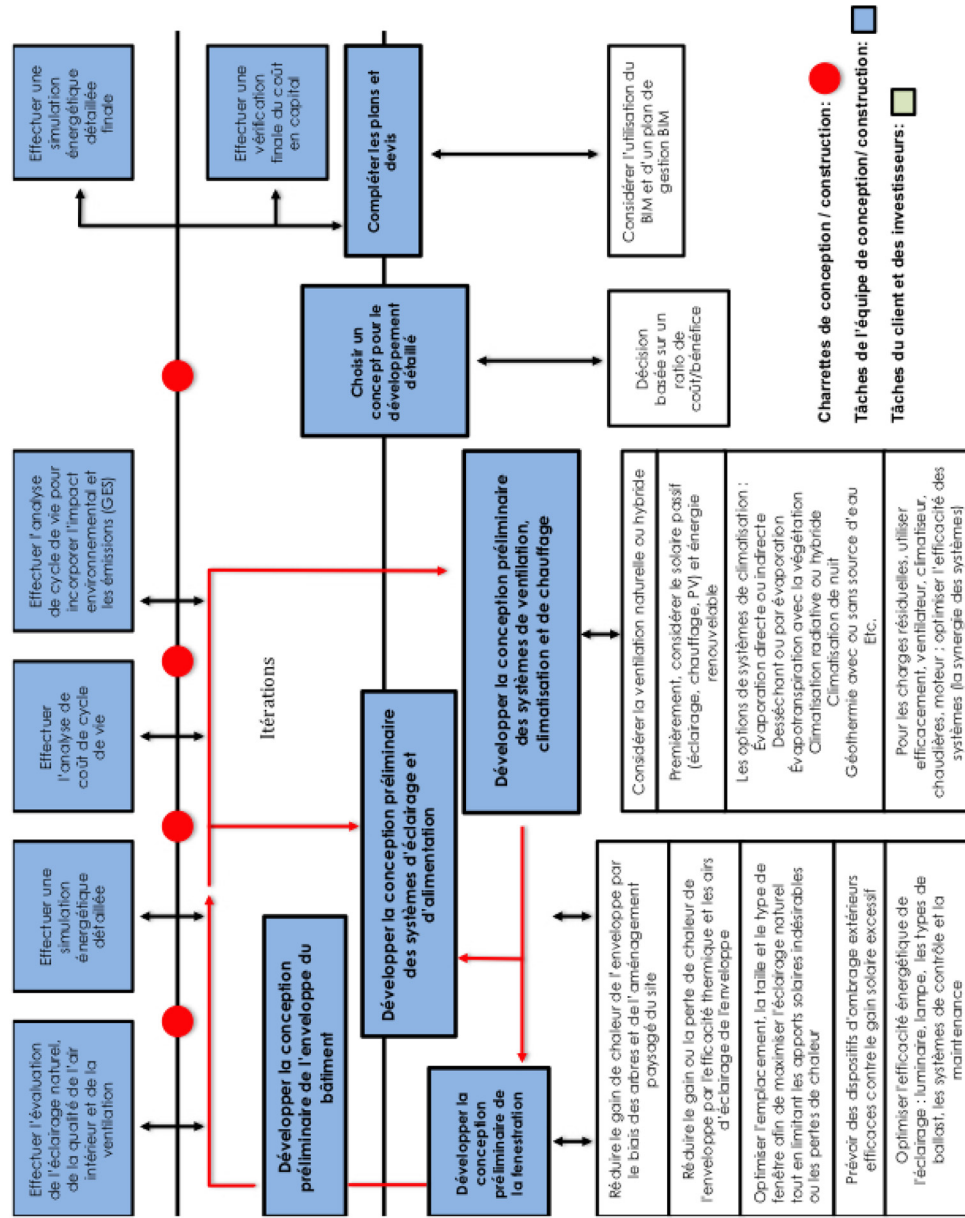 Effectuer l'évaluation
de l'éclairage naturel,
de la qualité de l'air
intérieur et de la
ventilation
Effectuer une
simulation
énergétique
détaillée
Effectuer
l'analyse de
coût de cycle
de vie
Effectuer l'analyse
de cycle de vie pour
incorporer l'impact
environnemental et
les émissions (GES)
Effectuer une
simulation
énergétique
détaillée
finale
Effectuer une
vérification
finale du coût
en capital
Itérations
Développer la conception
préliminaire de l'enveloppe du
bâtiment
Développer la conception préliminaire
des systèmes d'éclairage et
d'alimentation
Choisir un
concept pour le
développement
détaillé
Compléter les plans et
devis
Développer la
conception
préliminaire de
la fenestration
Développer la conception préliminaire
des systèmes de ventilation,
climatisation et de chauffage
Réduire le gain de chaleur de l'enveloppe par
le biais des arbres et de l'aménagement
paysagé du site
Réduire le gain ou la perte de chaleur de
l'enveloppe par l'efficacité thermique et les airs
d'éclairage de l'enveloppe
Optimiser l'emplacement, la taille et le type de
fenêtre afin de maximiser l'éclairage naturel
tout en limitant les apports solaires indésirables
ou les pertes de chaleur
Prévoir des dispositifs d'ombrage extérieurs
efficaces contre le gain solaire excessif
Optimiser l'efficacité énergétique de
l'éclairage : luminaire, lampe, les types de
ballast, les systèmes de contrôle et la
maintenance
Considérer la ventilation naturelle ou hybride
Premièrement, considérer le solaire passif
(éclairage, chauffage, PV) et énergie
renouvelable
Les options de systèmes de climatisation :
Évaporation directe ou indirecte
Desséchant ou par évaporation
Évapotranspiration avec la végétation
Climatisation radiative ou hybride
Climatisation de nuit
Géothermie avec ou sans source d'eau
Etc.
Pour les charges résiduelles, utiliser
efficacement, ventilateur, climatiseur,
chaudières, moteur ; optimiser l'efficacité des
systèmes (la synergie des systèmes)
Décision
basée sur un
ratio de
coût/bénéfice
Considérer l'utilisation du
BIM et d'un plan de
gestion BIM
Charrettes de conception / construction:
Tâches de l'équipe de conception/ construction:
Tâches du client et des investisseurs: